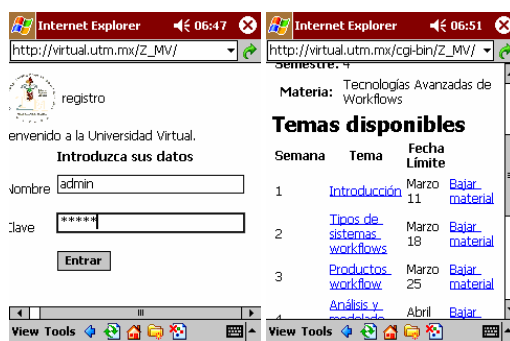 Internet Explorer 06:47
http://virtual.utm.mx/Z_MV/
registro
envenido a la Universidad Virtual.
Introduzca sus datos
Nombre admin
Clave *****
Entrar
View Tools
Internet Explorer 06:51
http://virtual.utm.mx/cgi-bin/Z_MV/
Semestre: 4
Materia: Tecnologías Avanzadas de
Workflows
Temas disponibles
Semana Tema Fecha
Límite
1 Introducción Marzo 11 Bajar material
2 Tipos de sistemas workflows Marzo 18 Bajar material
3 Productos workflow Marzo 25 Bajar material
4 Análisis y modelado Abril Bajar
View Tools